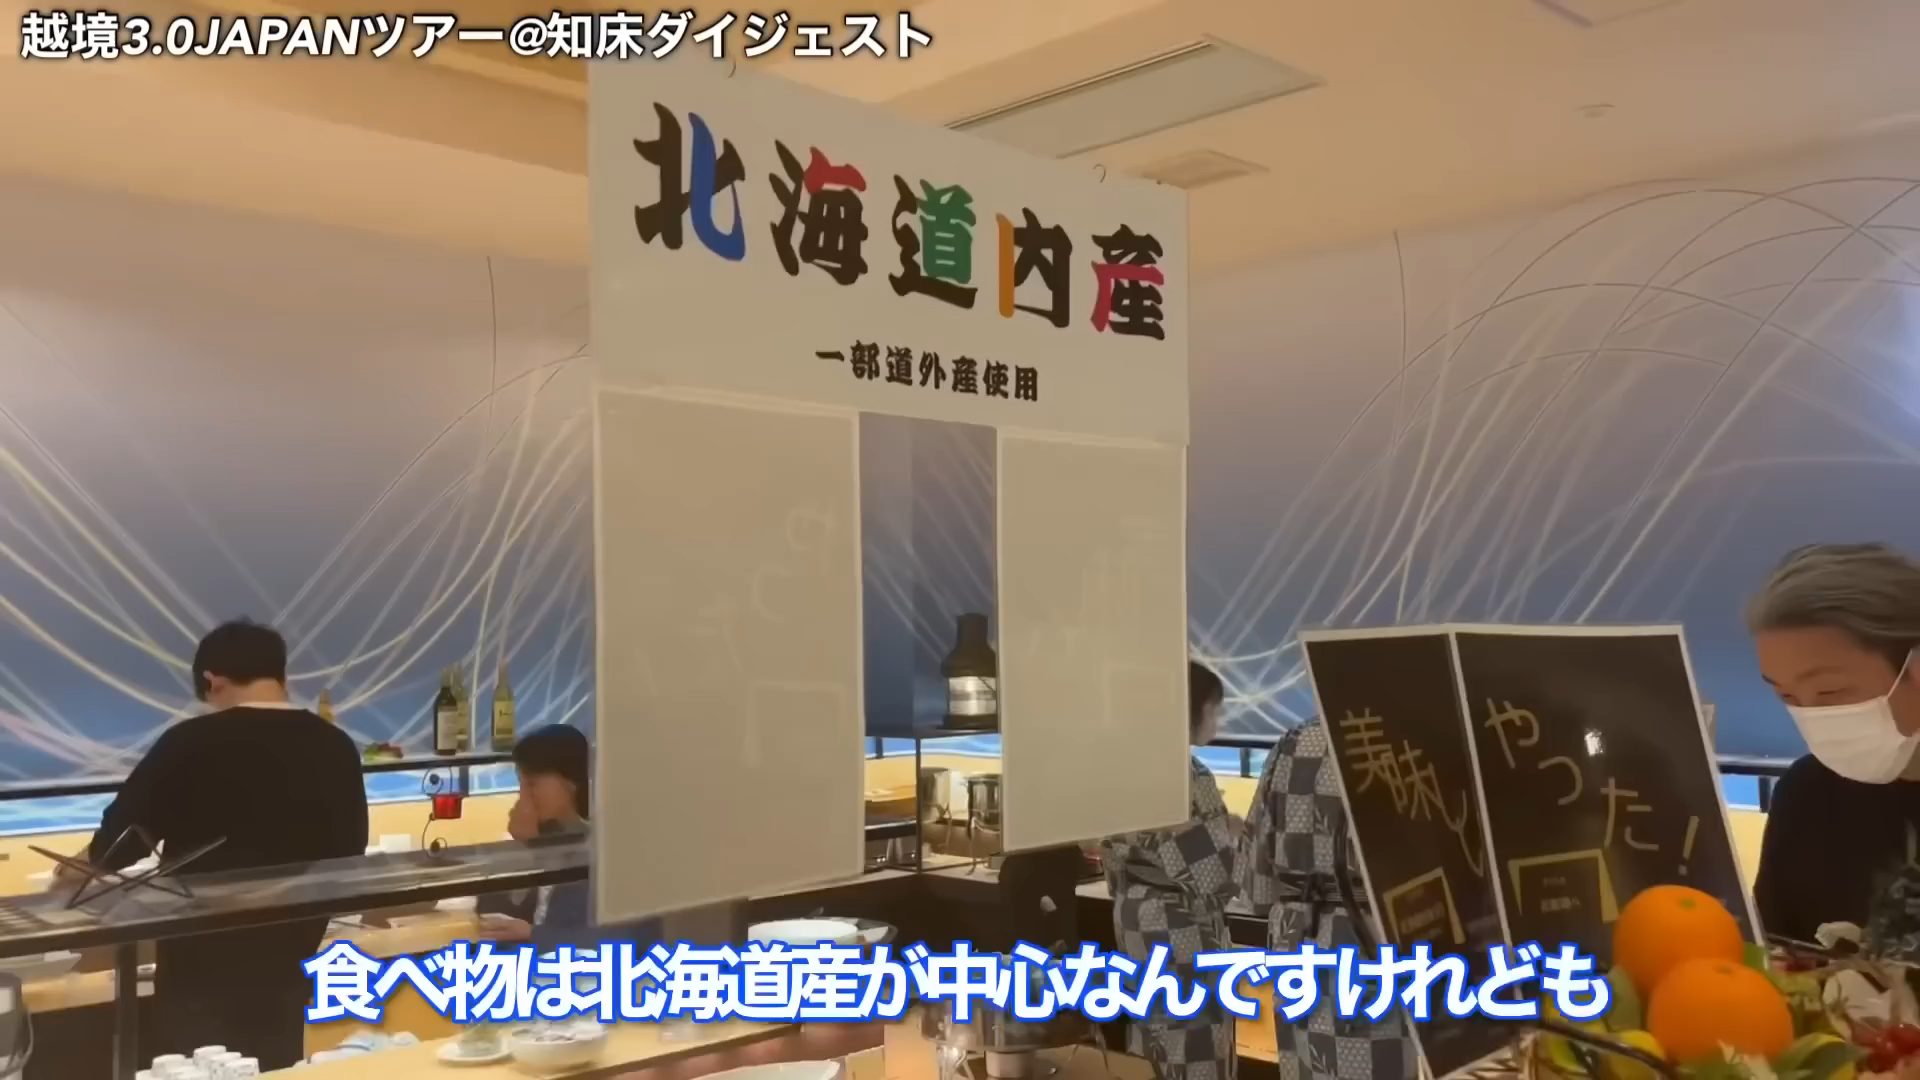 越境3.0JAPANツアー@知床ダイジェスト
北海道内産
一部道外産使用
美味し
やった!
食べ物は北海道産が中心なんですけれども